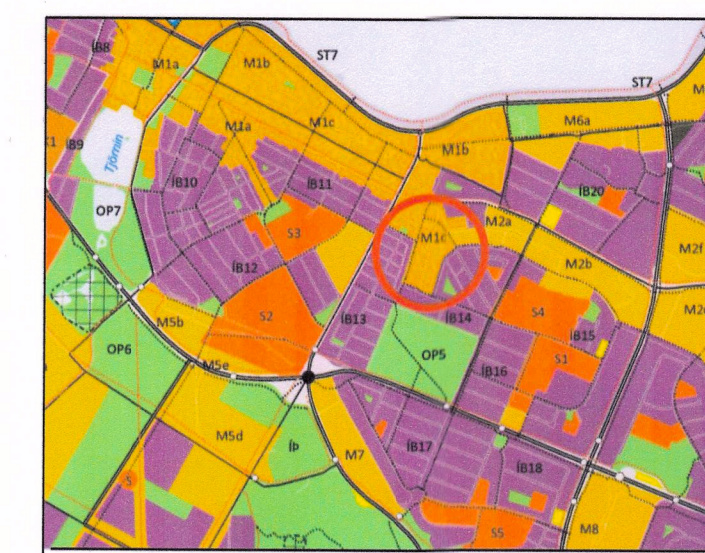 ÍB8
M1a
M1b
ST7
ST7
M
M1a
M1c
M6a
K1
ÍB9
Tjörnin
M1b
ÍB10
ÍB11
ÍB20
OP7
S3
M1c
M2a
M2f
ÍB12
M2b
M5b
S2
ÍB13
ÍB14
S4
ÍB15
OP6
M5e
OP5
S1
ÍB16
M5d
Íþ
M7
ÍB17
ÍB18
S
S5
M8